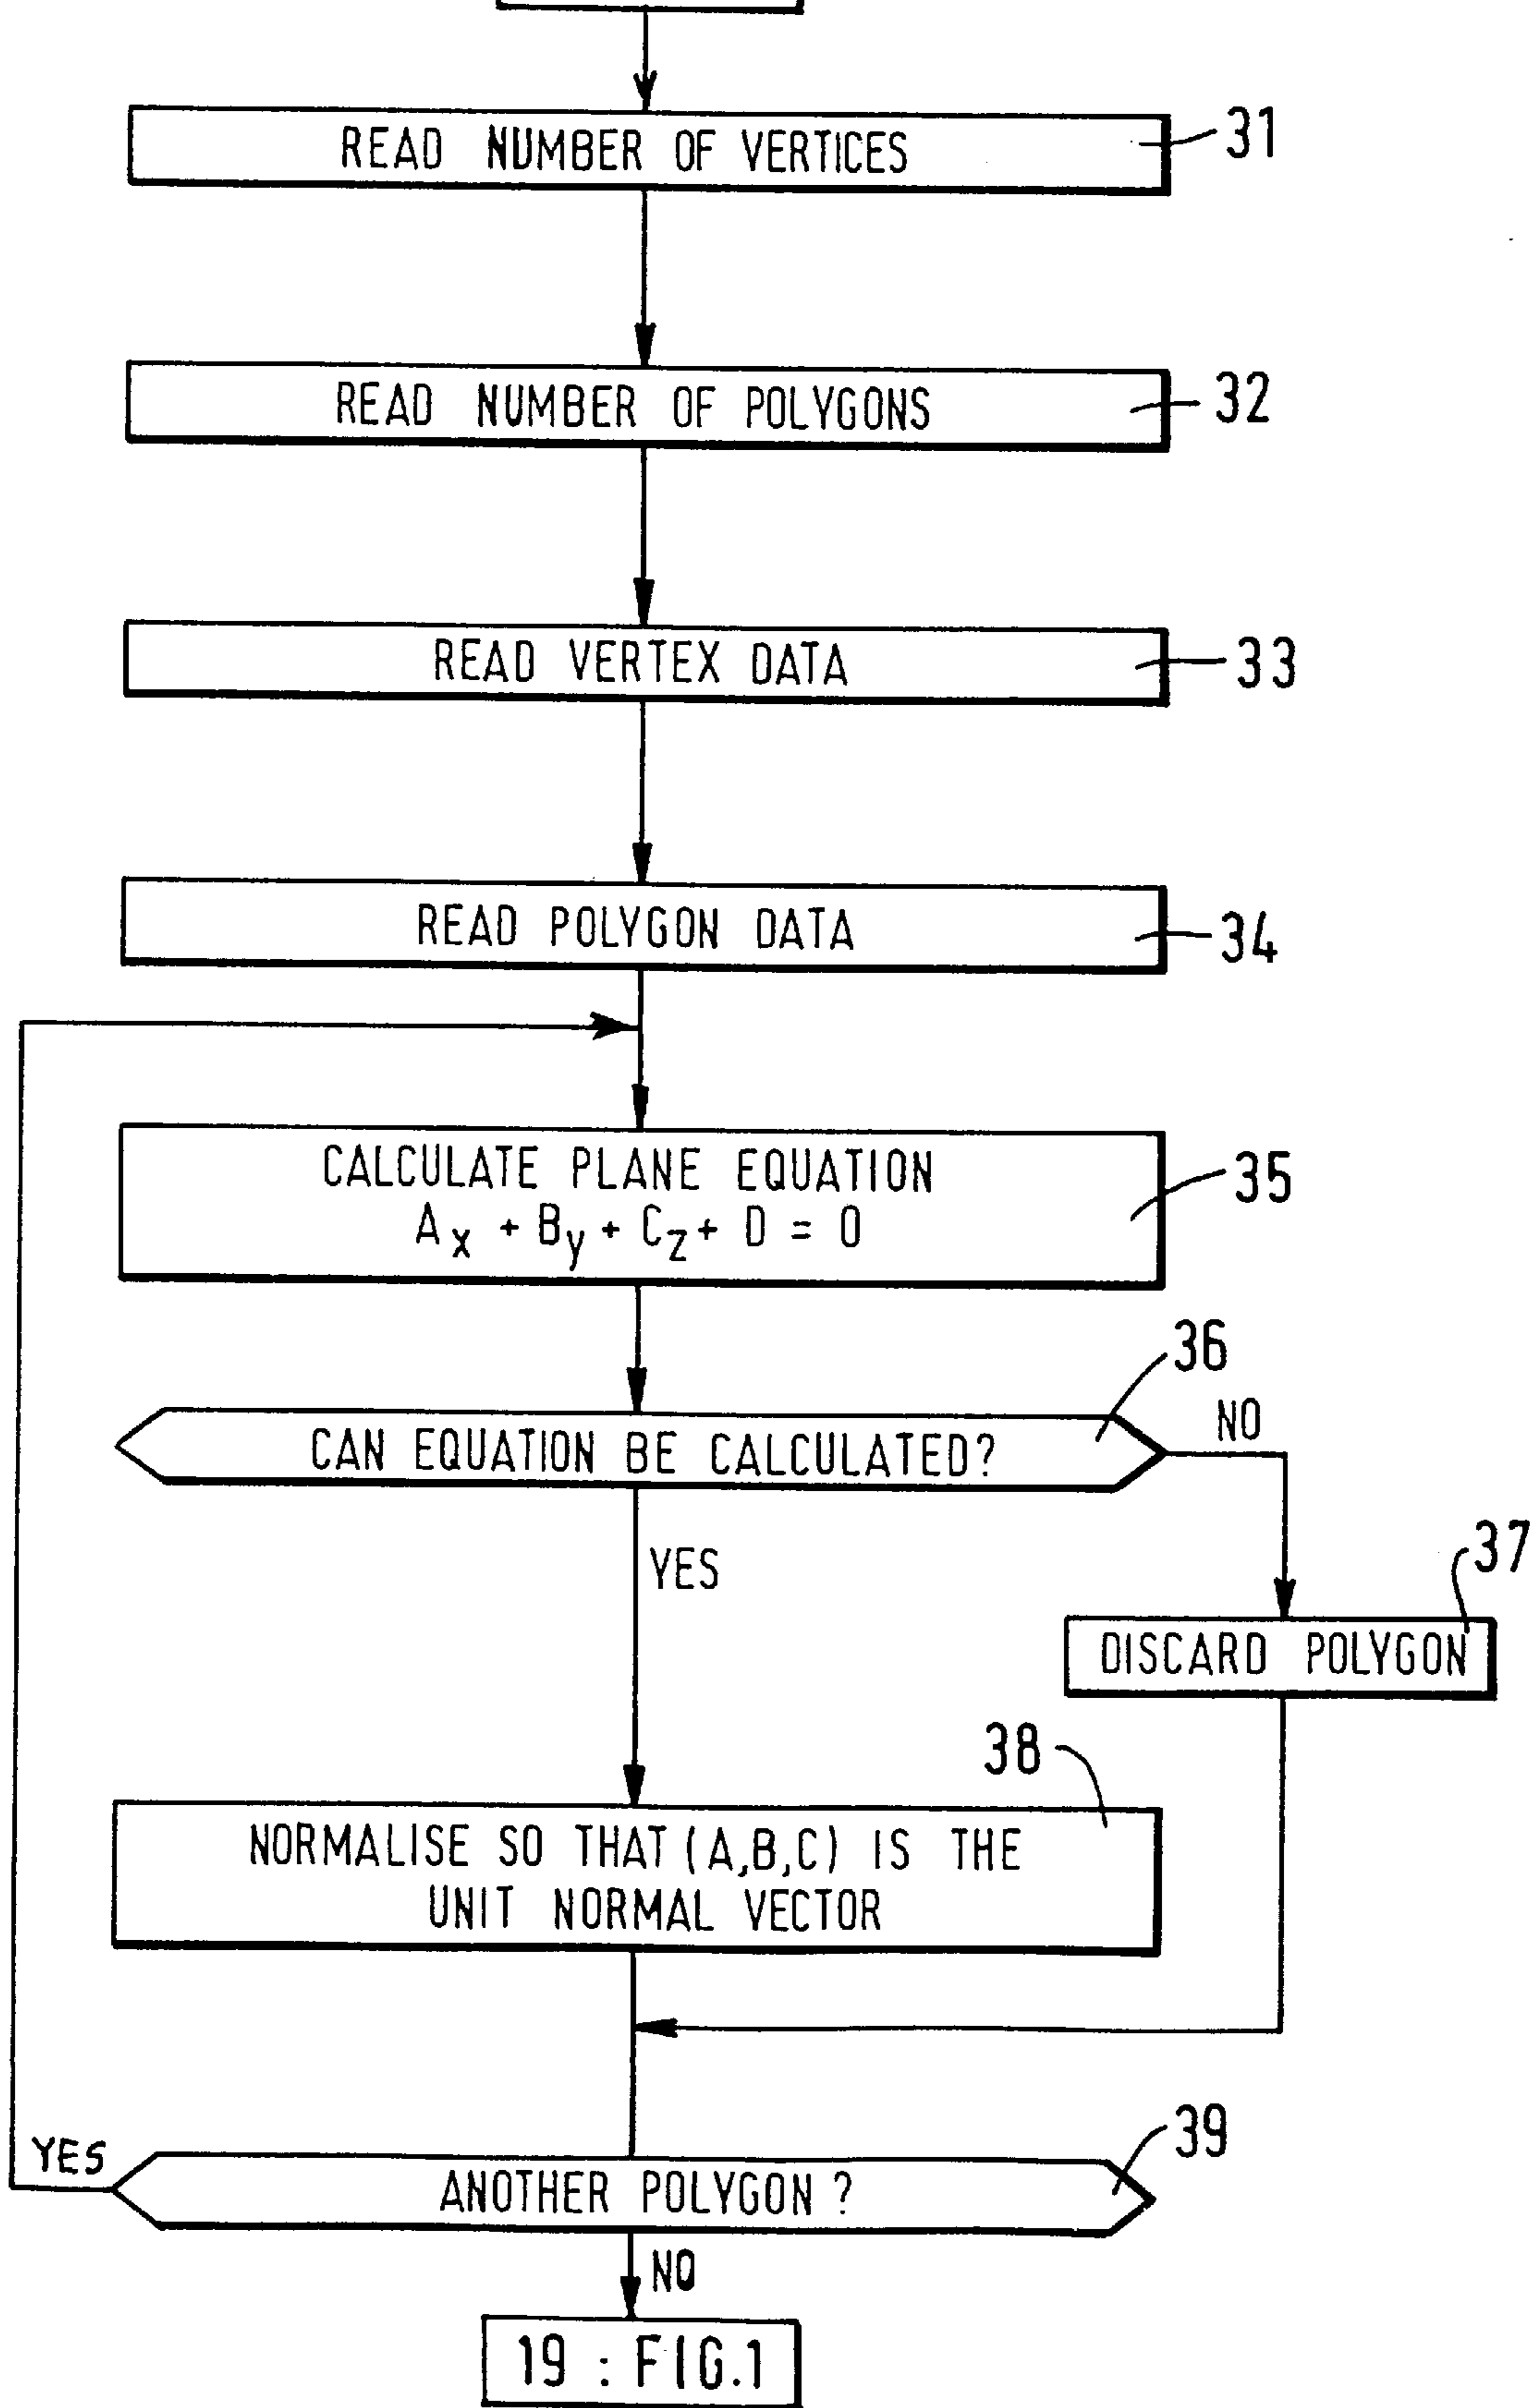 READ NUMBER OF VERTICES
31
READ NUMBER OF POLYGONS
32
READ VERTEX DATA
33
READ POLYGON DATA
34
CALCULATE PLANE EQUATION
Ax + By + Cz + D = 0
35
36
CAN EQUATION BE CALCULATED?
NO
YES
37
DISCARD POLYGON
38
NORMALISE SO THAT (A,B,C) IS THE
UNIT NORMAL VECTOR
39
YES
ANOTHER POLYGON ?
NO
19 : FIG.1